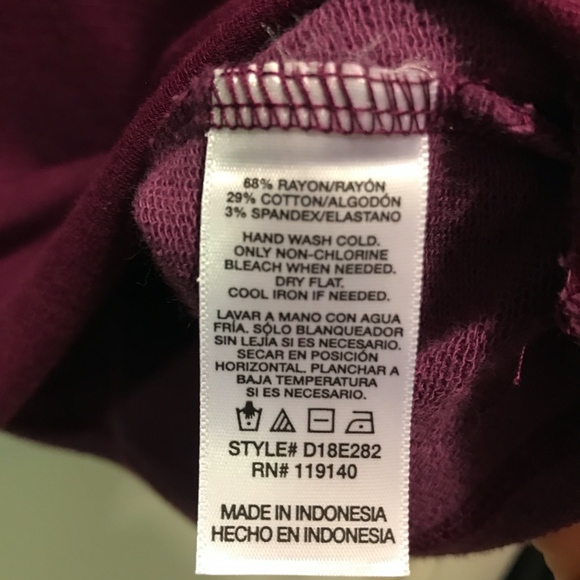 68% RAYON/RAYÓN
29% COTTON/ALGODÓN
3% SPANDEX/ELASTANO
HAND WASH COLD.
ONLY NON-CHLORINE
BLEACH WHEN NEEDED.
DRY FLAT.
COOL IRON IF NEEDED.
LAVAR A MANO CON AGUA
FRÍA. SÓLO BLANQUEADOR
SIN LEJÍA SI ES NECESARIO.
SECAR EN POSICIÓN
HORIZONTAL. PLANCHAR A
BAJA TEMPERATURA
SI ES NECESARIO.
STYLE# D18E282
RN# 119140
MADE IN INDONESIA
HECHO EN INDONESIA